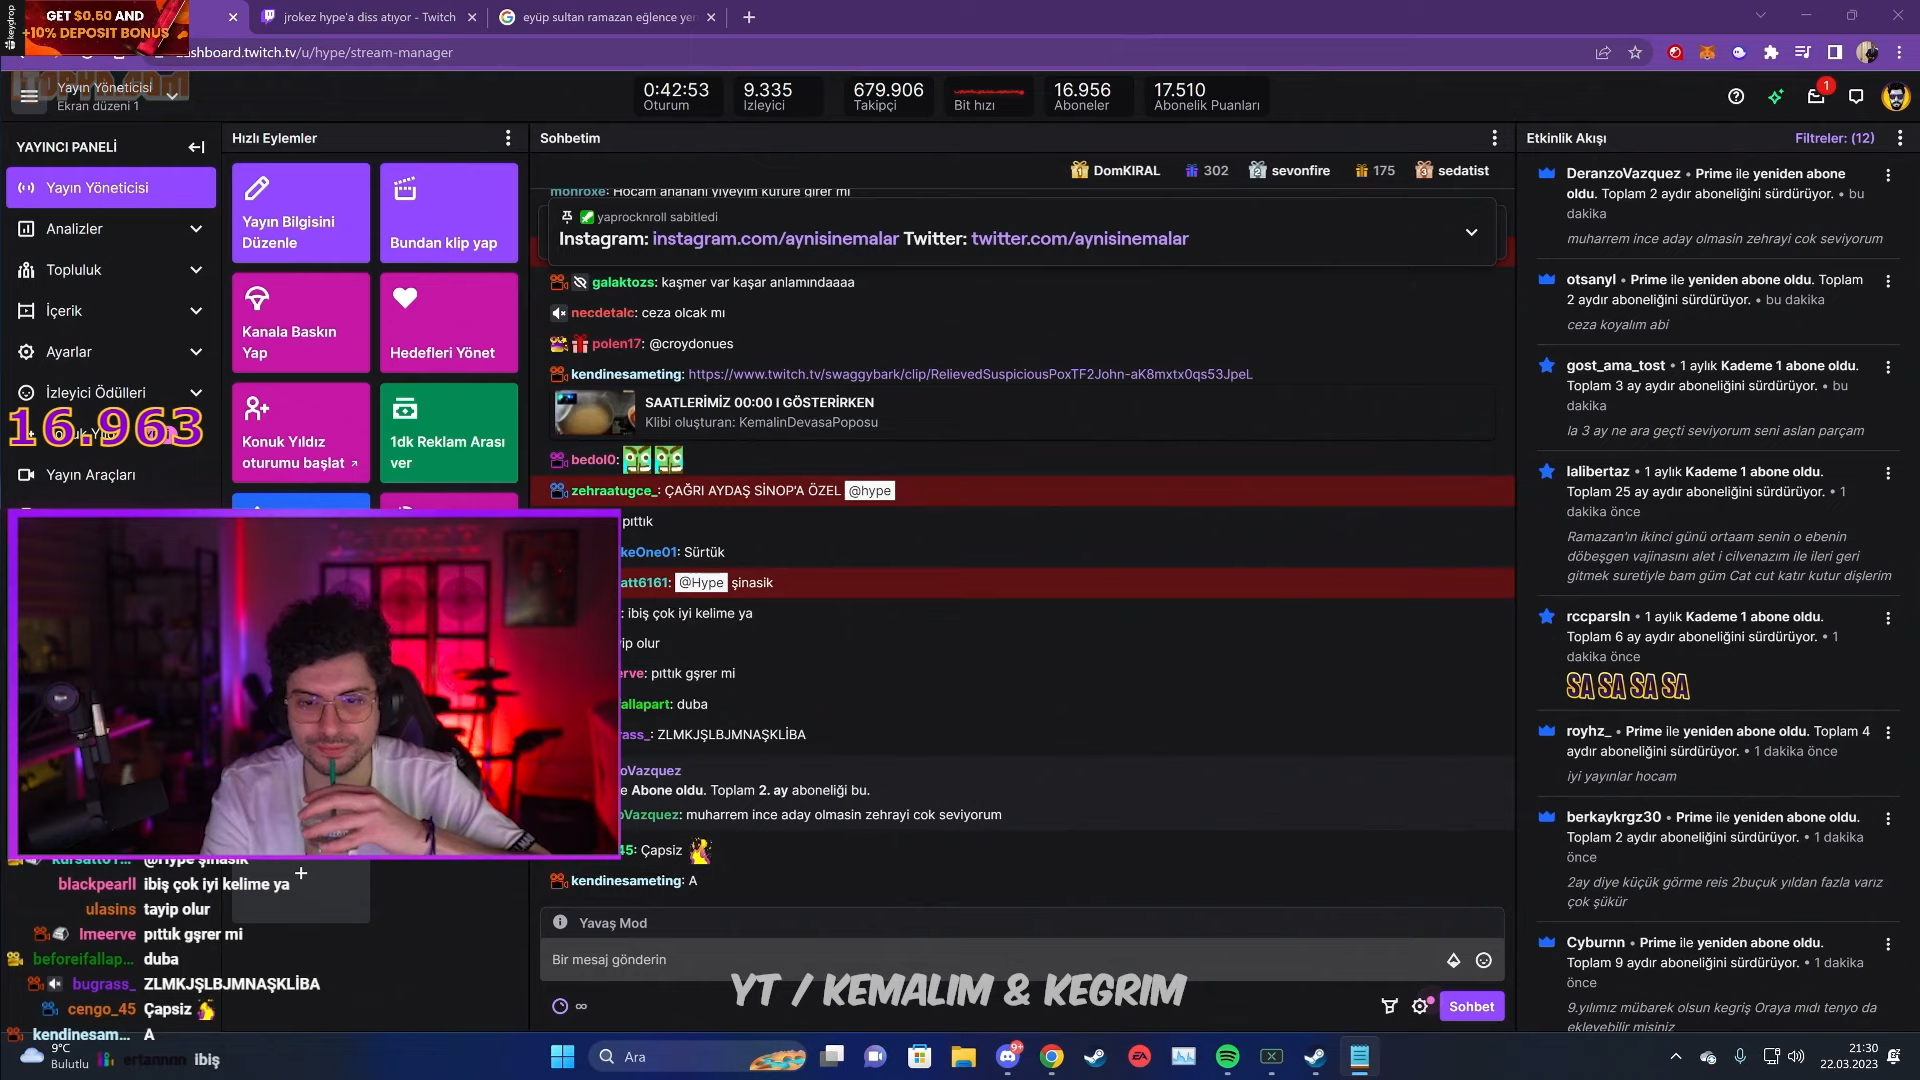 keydrop
GET $0.50 AND
+10% DEPOSIT BONUS
jrokez hype'a diss atıyor - Twitch
eyüp sultan ramazan eğlence yer
dashboard.twitch.tv/u/hype/stream-manager
Yayın Yöneticisi
Ekran düzeni 1
0:42:53
Oturum
9.335
İzleyici
679.906
Takipçi
Bit hızı
16.956
Aboneler
17.510
Abonelik Puanları
1
YAYINCI PANELİ
Yayın Yöneticisi
Analizler
Topluluk
İçerik
Ayarlar
İzleyici Ödülleri
16.963
Yayın Araçları
Hızlı Eylemler
Yayın Bilgisini
Düzenle
Bundan klip yap
Kanala Baskın
Yap
Hedefleri Yönet
Konuk Yıldız
oturumu başlat
1dk Reklam Arası
ver
Sohbetim
DomKIRAL 302 sevonfire 175 sedatist
monroxe: Hocam ananani yiyeyim kufure girer mi
yaprocknroll sabitledi
Instagram: instagram.com/aynisinemalar Twitter: twitter.com/aynisinemalar
galaktozs: kaşmer var kaşar anlamındaaaa
necdetalc: ceza olcak mı
polen17: @croydonues
kendinesameting: https://www.twitch.tv/swaggybark/clip/RelievedSuspiciousPoxTF2John-aK8mxtx0qs53JpeL
SAATLERİMİZ 00:00 I GÖSTERİRKEN
Klibi oluşturan: KemalinDevasaPoposu
bedol0:
zehraatugce_: ÇAĞRI AYDAŞ SİNOP'A ÖZEL @hype
pıttık
keOne01: Sürtük
att6161: @Hype şinasik
: ibiş çok iyi kelime ya
ip olur
erve: pıttık gşrer mi
allapart: duba
rass_: ZLMKJŞLBJMNAŞKLİBA
oVazquez
e Abone oldu. Toplam 2. ay aboneliği bu.
oVazquez: muharrem ince aday olmasin zehrayi cok seviyorum
45: Çapsiz
kendinesameting: A
Yavaş Mod
Bir mesaj gönderin
∞
Sohbet
YT / KEMALIM & KEGRIM
Etkinlik Akışı
Filtreler: (12)
DeranzoVazquez • Prime ile yeniden abone
oldu. Toplam 2 aydır aboneliğini sürdürüyor. • bu
dakika
muharrem ince aday olmasin zehrayi cok seviyorum
otsanyl • Prime ile yeniden abone oldu. Toplam
2 aydır aboneliğini sürdürüyor. • bu dakika
ceza koyalım abi
gost_ama_tost • 1 aylık Kademe 1 abone oldu.
Toplam 3 ay aydır aboneliğini sürdürüyor. • bu
dakika
la 3 ay ne ara geçti seviyorum seni aslan parçam
lalibertaz • 1 aylık Kademe 1 abone oldu.
Toplam 25 ay aydır aboneliğini sürdürüyor. • 1
dakika önce
Ramazan'ın ikinci günü ortaam senin o ebenin
döbeşgen vajinasını alet i cilvenazım ile ileri geri
gitmek suretiyle bam güm Cat cut katır kutur dişlerim
rccparsln • 1 aylık Kademe 1 abone oldu.
Toplam 6 ay aydır aboneliğini sürdürüyor. • 1
dakika önce
SA SA SA SA
royhz_ • Prime ile yeniden abone oldu. Toplam 4
aydır aboneliğini sürdürüyor. • 1 dakika önce
iyi yayınlar hocam
berkaykrgz30 • Prime ile yeniden abone oldu.
Toplam 2 aydır aboneliğini sürdürüyor. • 1 dakika
önce
2ay diye küçük görme reis 2buçuk yıldan fazla varız
çok şükür
Cyburnn • Prime ile yeniden abone oldu.
Toplam 9 aydır aboneliğini sürdürüyor. • 1 dakika
önce
9.yılımız mübarek olsun kegriş Oraya mıdı tenyo da
ekleyebilir misiniz
@Hype şinasik
blackpearll ibiş çok iyi kelime ya
ulasins tayip olur
lmeerve pıttık gşrer mi
beforeifallap... duba
bugrass_ ZLMKJŞLBJMNAŞKLİBA
cengo_45 Çapsiz
kendinesam... A
ertannnn ibiş
9°C
Bulutlu
Ara
9+
21:30
22.03.2023